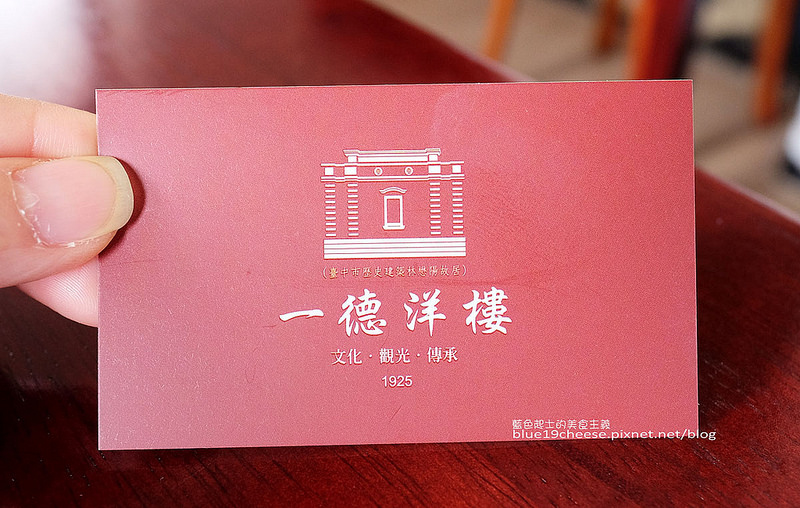 (臺中市歷史建築林懋陽故居)
一德洋樓
文化·觀光·傳承
1925
藍色起士的美食主義
blue19cheese.pixnet.net/blog